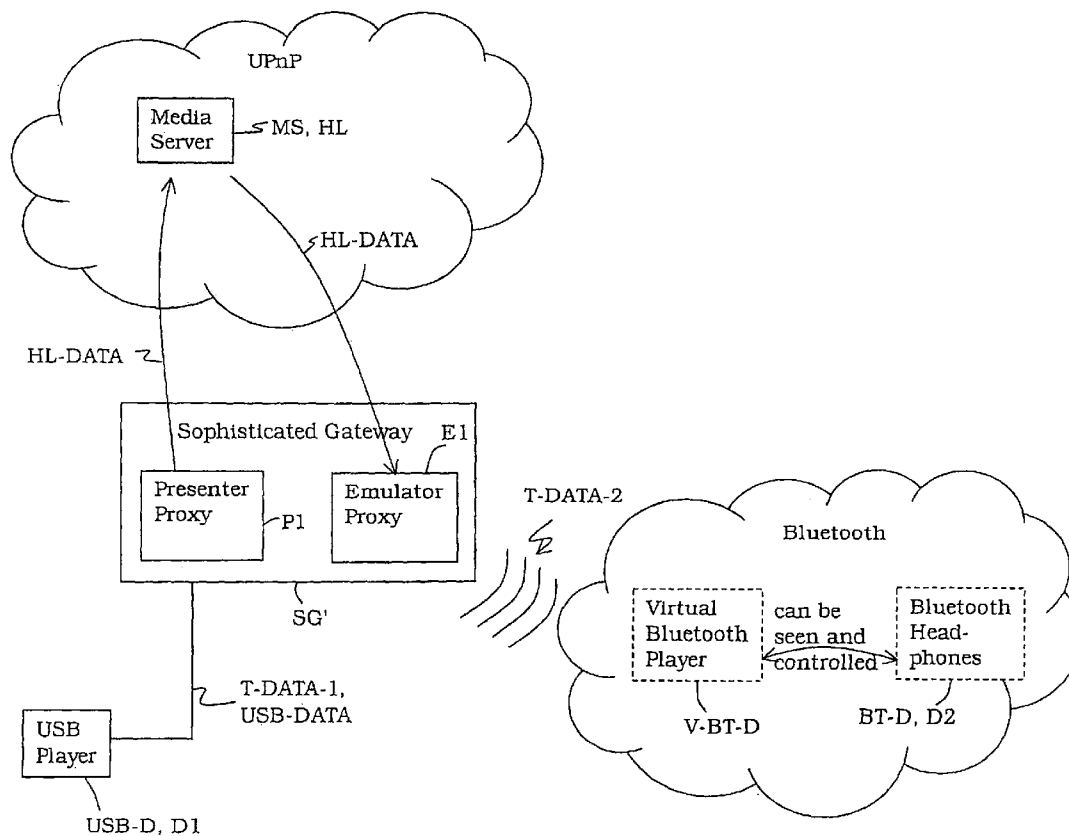 UPnP
Media
Server
MS, HL
HL-DATA
HL-DATA
Sophisticated Gateway
E1
Presenter
Proxy
P1
Emulator
Proxy
SG'
T-DATA-2
Bluetooth
Virtual
Bluetooth
Player
can be
seen and
controlled
Bluetooth
Head-
phones
V-BT-D
BT-D, D2
T-DATA-1,
USB-DATA
USB
Player
USB-D, D1